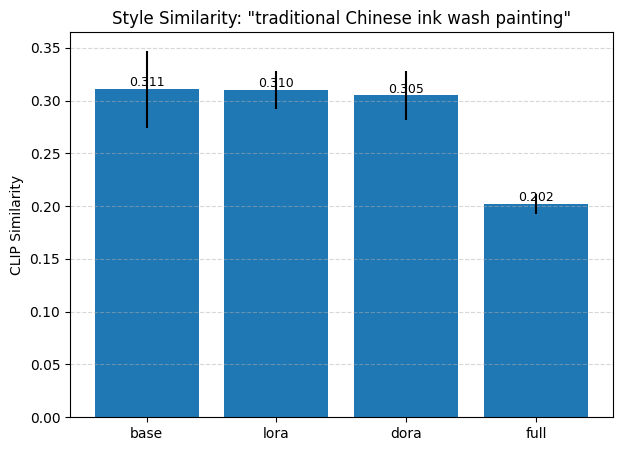 Style Similarity: "traditional Chinese ink wash painting"
CLIP Similarity
0.35
0.30
0.25
0.20
0.15
0.10
0.05
0.00
0.311
0.310
0.305
0.202
base
lora
dora
full